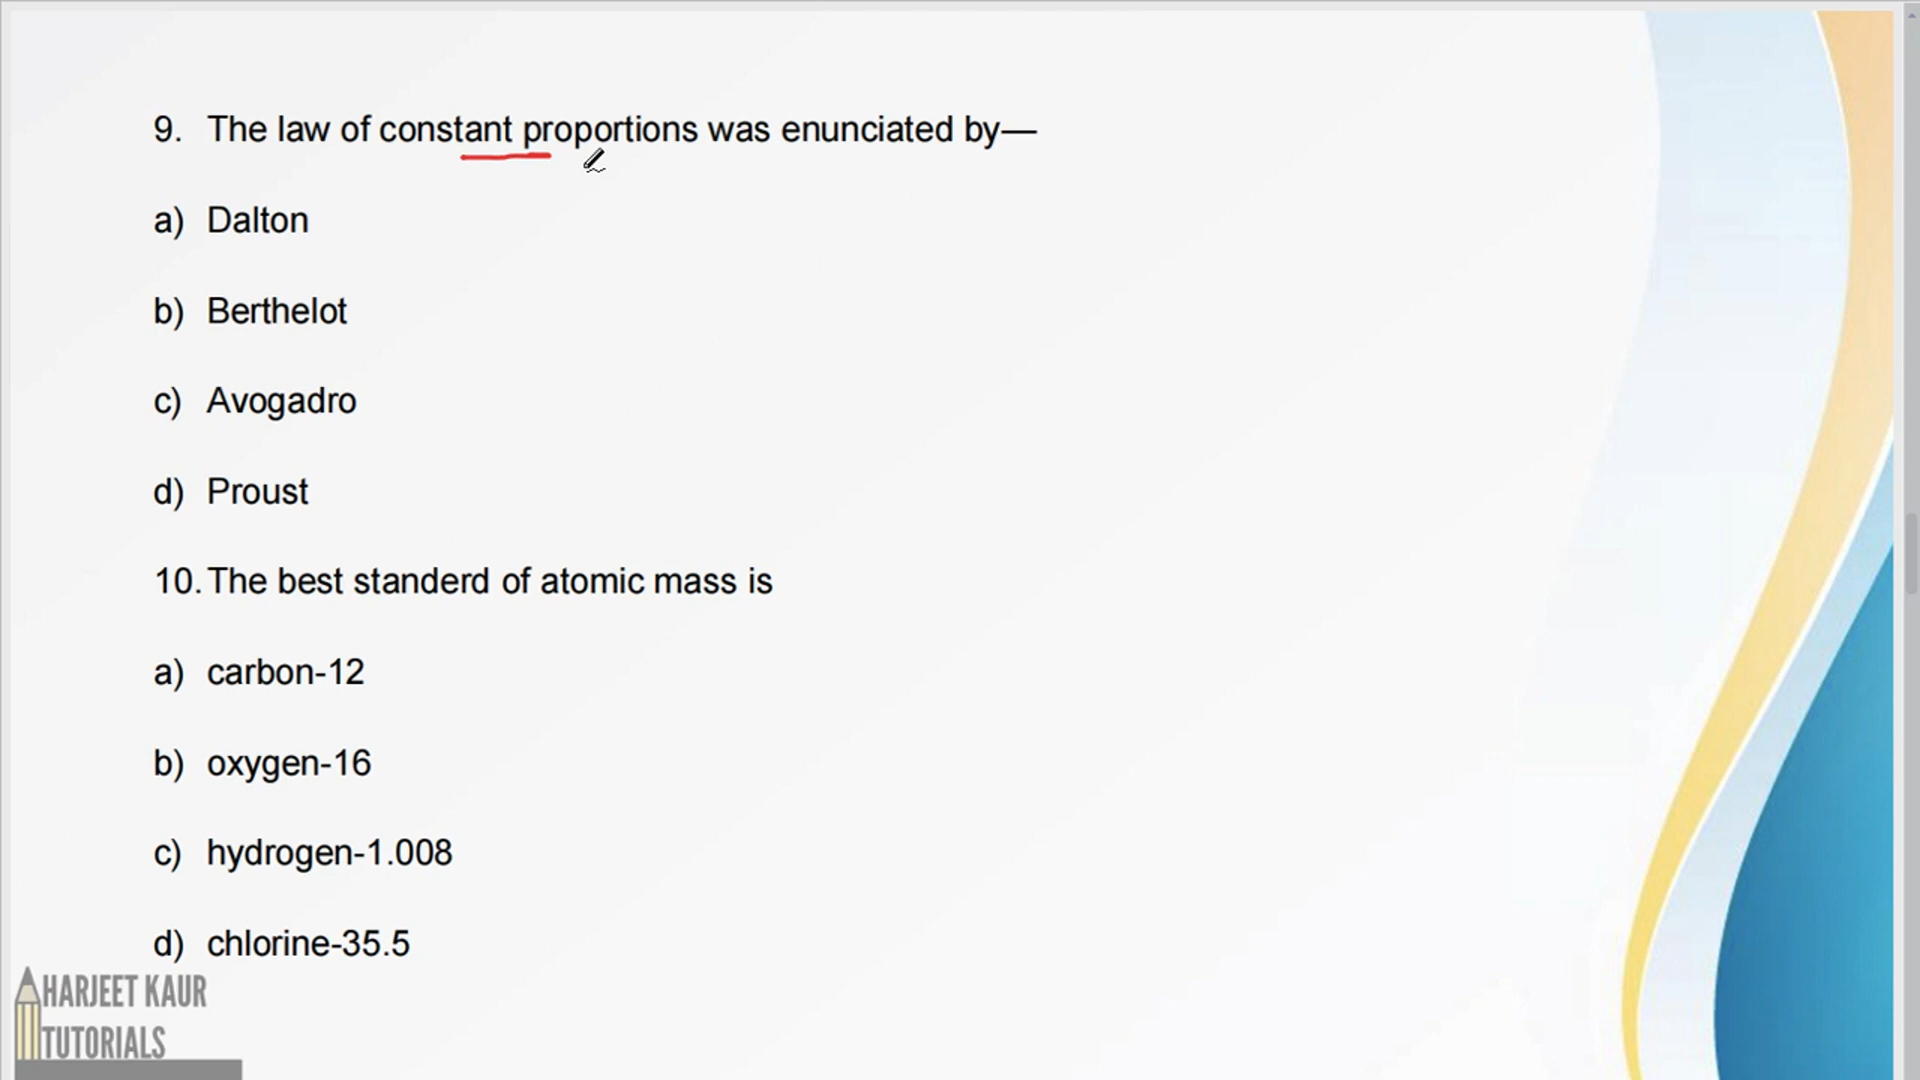 9. The law of constant proportions was enunciated by—
a) Dalton
b) Berthelot
c) Avogadro
d) Proust
10. The best standerd of atomic mass is
a) carbon-12
b) oxygen-16
c) hydrogen-1.008
d) chlorine-35.5
HARJEET KAUR
TUTORIALS